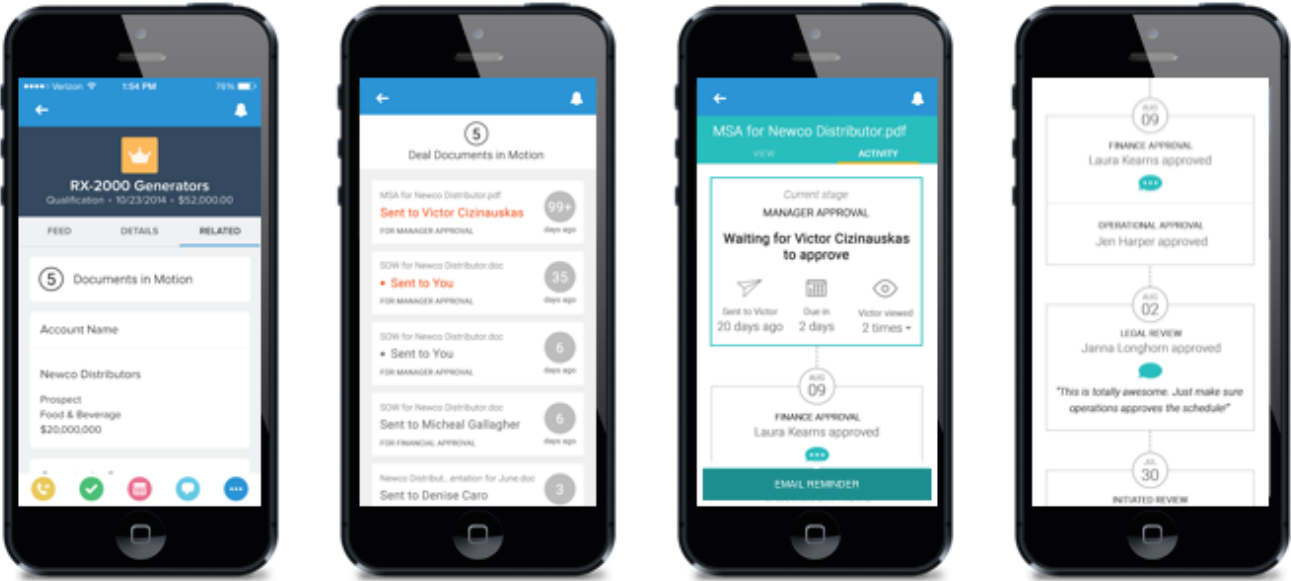 Verizon 1:54 PM 76%
RX-2000 Generators
Qualification • 10/23/2014 • $52,000.00
FEED DETAILS RELATED
5 Documents in Motion
Account Name
Newco Distributors
Prospect
Food & Beverage
$20,000,000
5
Deal Documents in Motion
MSA for Newco Distributor.pdf
Sent to Victor Cizinauskas
FOR MANAGER APPROVAL
99+
days ago
SOW for Newco Distributor.doc
• Sent to You
FOR MANAGER APPROVAL
35
days ago
SOW for Newco Distributor.doc
• Sent to You
FOR MANAGER APPROVAL
6
days ago
SOW for Newco Distributor.doc
Sent to Micheal Gallagher
FOR FINANCIAL APPROVAL
6
days ago
Newco Distribut...entation for June.doc
Sent to Denise Caro
3
MSA for Newco Distributor.pdf
VIEW ACTIVITY
Current stage
MANAGER APPROVAL
Waiting for Victor Cizinauskas
to approve
Sent to Victor
20 days ago
Due in
2 days
Victor viewed
2 times
AUG
09
FINANCE APPROVAL
Laura Kearns approved
EMAIL REMINDER
AUG
09
FINANCE APPROVAL
Laura Kearns approved
OPERATIONAL APPROVAL
Jen Harper approved
AUG
02
LEGAL REVIEW
Janna Longhorn approved
"This is totally awesome. Just make sure
operations approves the schedule!"
JUL
30
INITIATED REVIEW